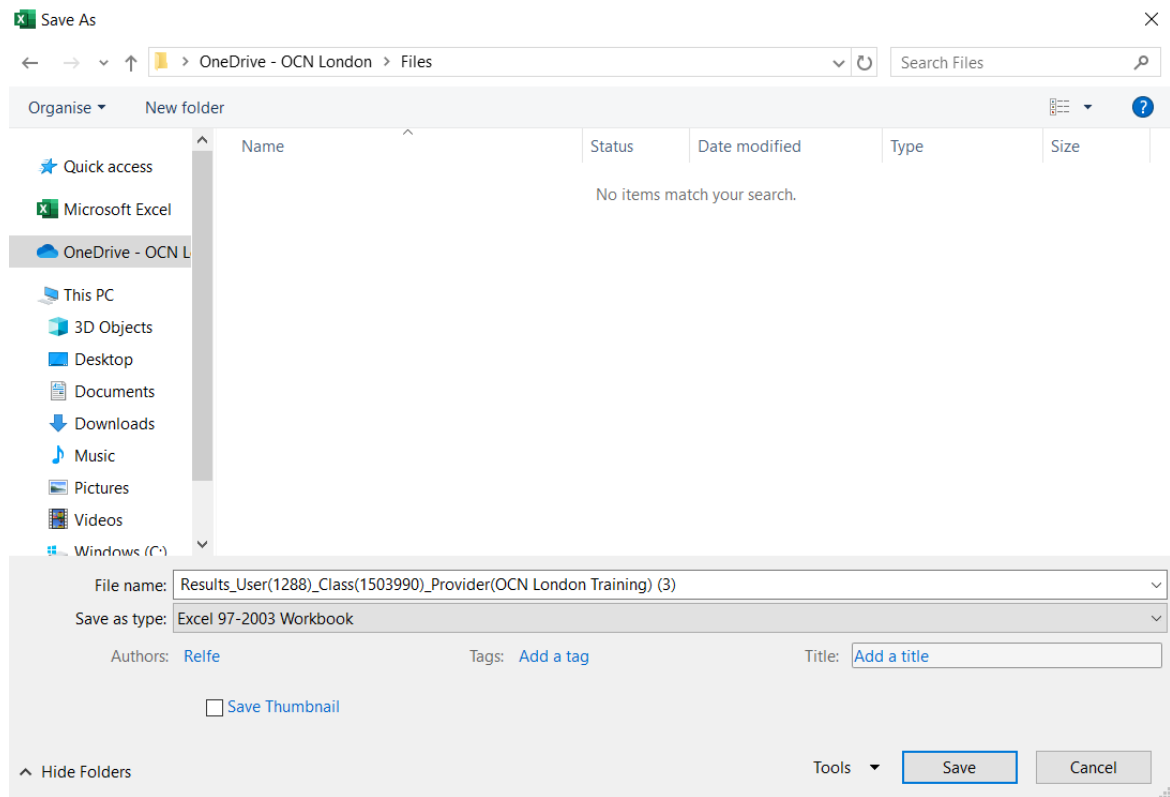 Save As
OneDrive - OCN London > Files
Search Files
Organise
New folder
?
Name
Status
Date modified
Type
Size
No items match your search.
Quick access
Microsoft Excel
OneDrive - OCN L
This PC
3D Objects
Desktop
Documents
Downloads
Music
Pictures
Videos
Windows (C:)
File name: Results_User(1288)_Class(1503990)_Provider(OCN London Training) (3)
Save as type: Excel 97-2003 Workbook
Authors: Relfe
Tags: Add a tag
Title: Add a title
Save Thumbnail
Hide Folders
Tools
Save
Cancel